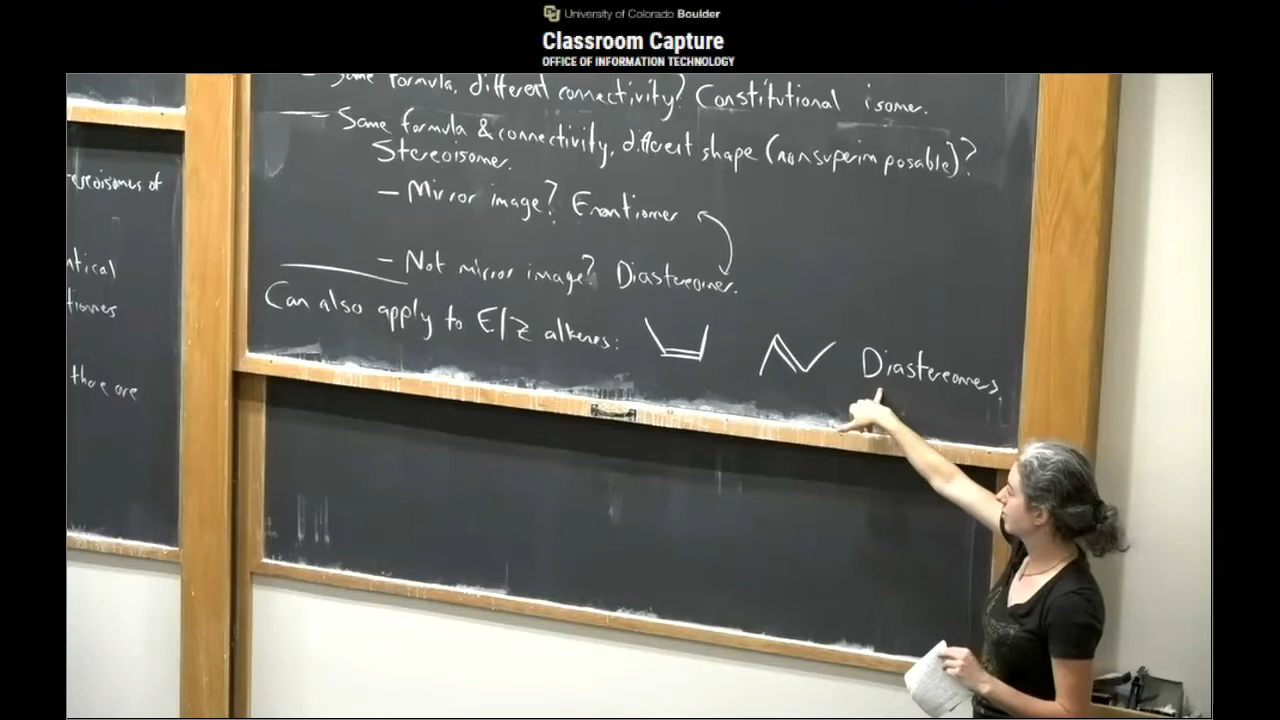 University of Colorado Boulder
Classroom Capture
OFFICE OF INFORMATION TECHNOLOGY
- Same formula, different connectivity? Constitutional isomer.
- Same formula & connectivity, different shape (nonsuperimposable)?
Stereoisomer.
- Mirror image? Enantiomer
- Not mirror image? Diastereomer.
Can also apply to E/Z alkenes:
Diastereomers
ereoisomers of
ntical
tiomers
there are